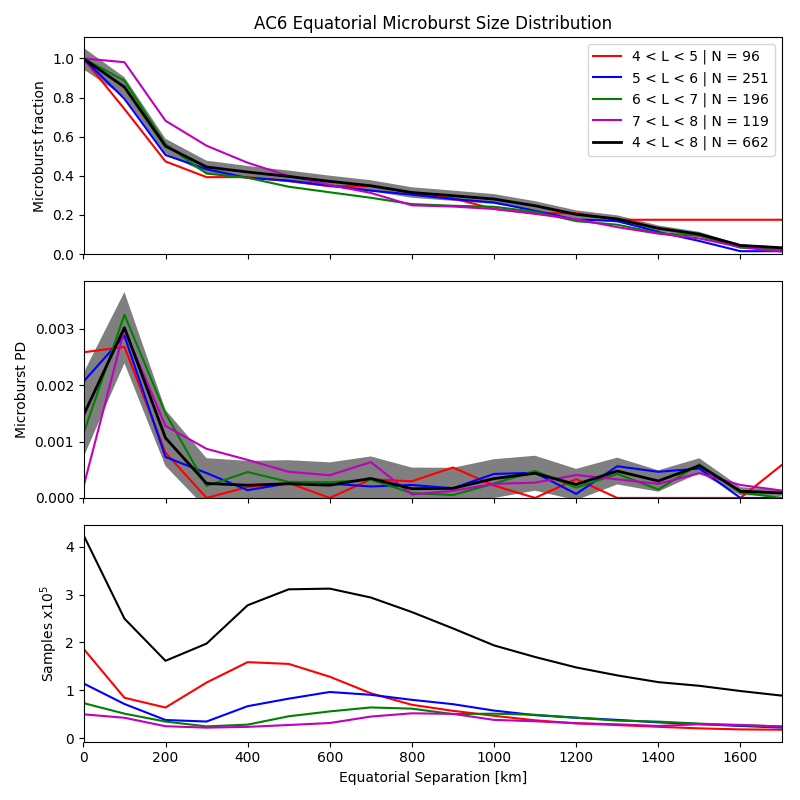 AC6 Equatorial Microburst Size Distribution
Microburst fraction
1.0
0.8
0.6
0.4
0.2
0.0
4 < L < 5 | N = 96
5 < L < 6 | N = 251
6 < L < 7 | N = 196
7 < L < 8 | N = 119
4 < L < 8 | N = 662
Microburst PD
0.003
0.002
0.001
0.000
Samples x10⁵
4
3
2
1
0
0 200 400 600 800 1000 1200 1400 1600
Equatorial Separation [km]